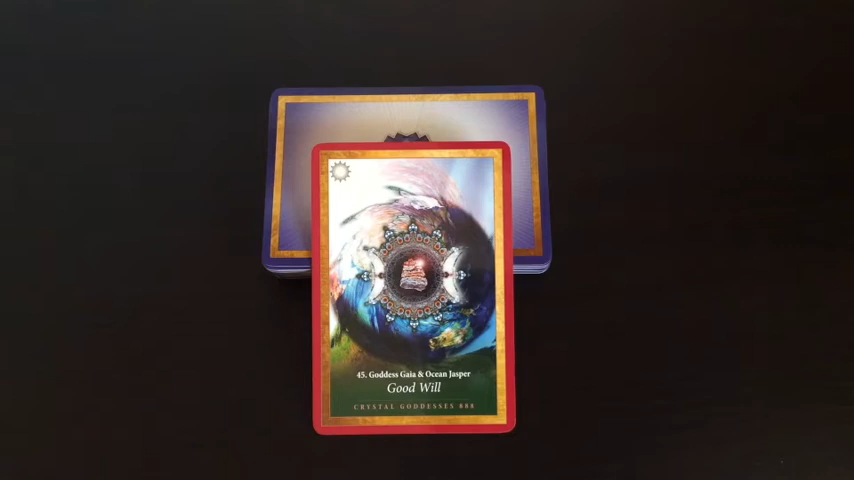 45. Goddess Gaia & Ocean Jasper
Good Will
CRYSTAL GODDESSES 888